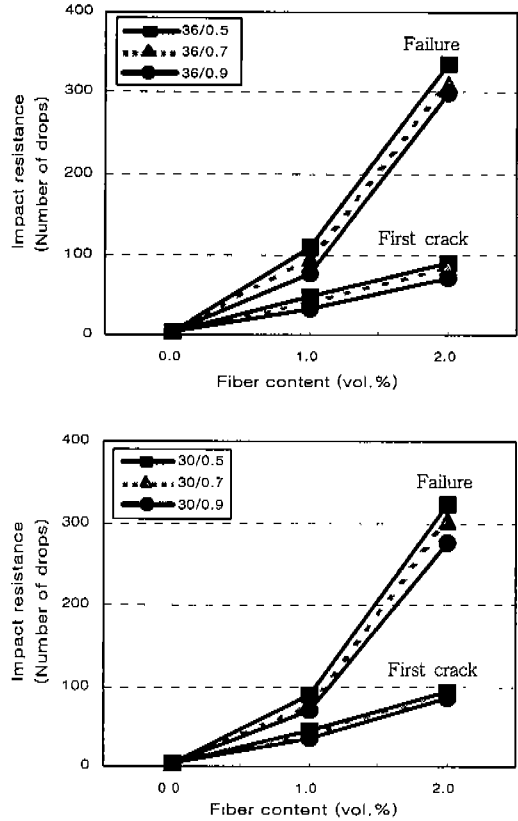 400
300
200
100
0
Impact resistance
(Number of drops)
36/0.5
36/0.7
36/0.9
Failure
First crack
0.0 1.0 2.0
Fiber content (vol.%)
400
300
200
100
0
Impact resistance
(Number of drops)
30/0.5
30/0.7
30/0.9
Failure
First crack
0 0 1.0 2.0
Fiber content (vol.%)